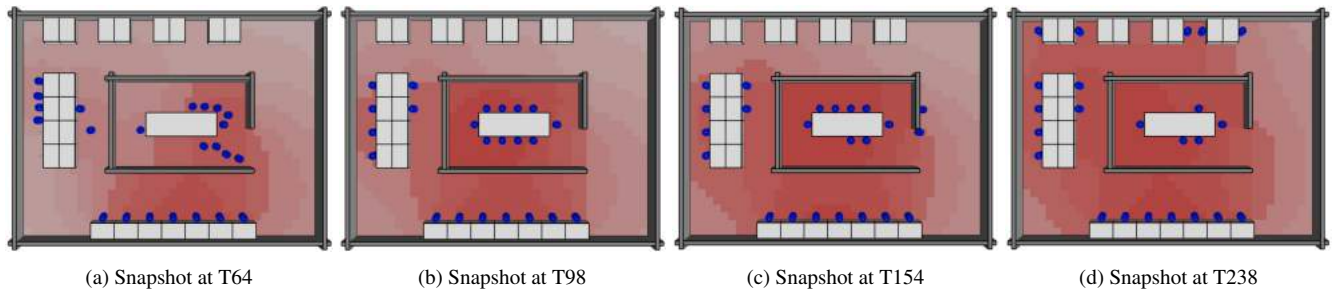 (a) Snapshot at T64
(b) Snapshot at T98
(c) Snapshot at T154
(d) Snapshot at T238